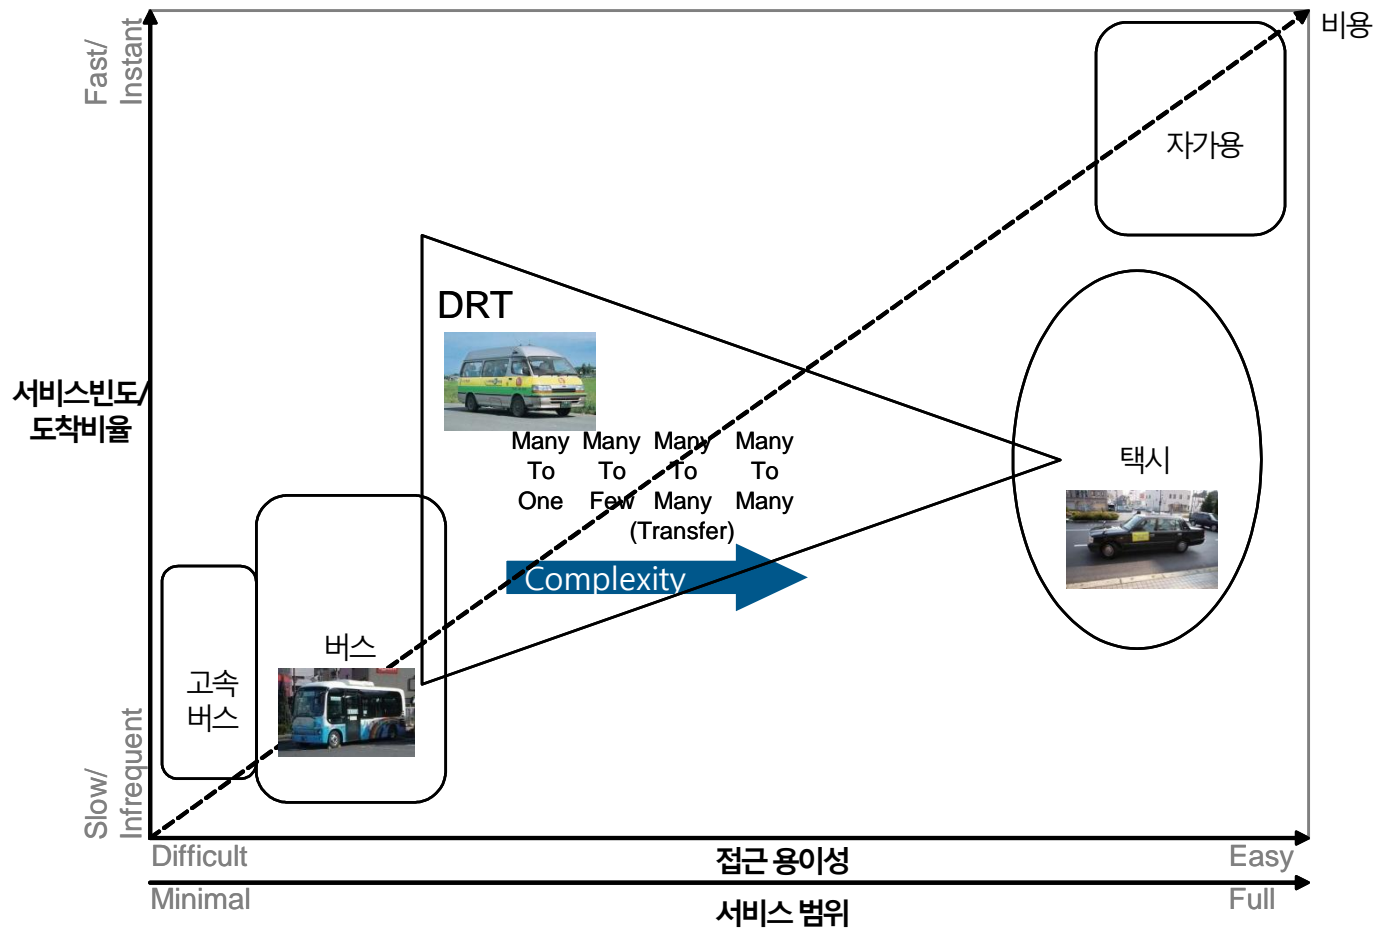 Fast/
Instant
비용
자가용
DRT
서비스빈도/
도착비율
Many Many Many Many
To To To To
One Few Many Many
(Transfer)
택시
Complexity
버스
고속
버스
Slow/
Infrequent
Difficult
접근 용이성
Easy
Minimal
서비스 범위
Full